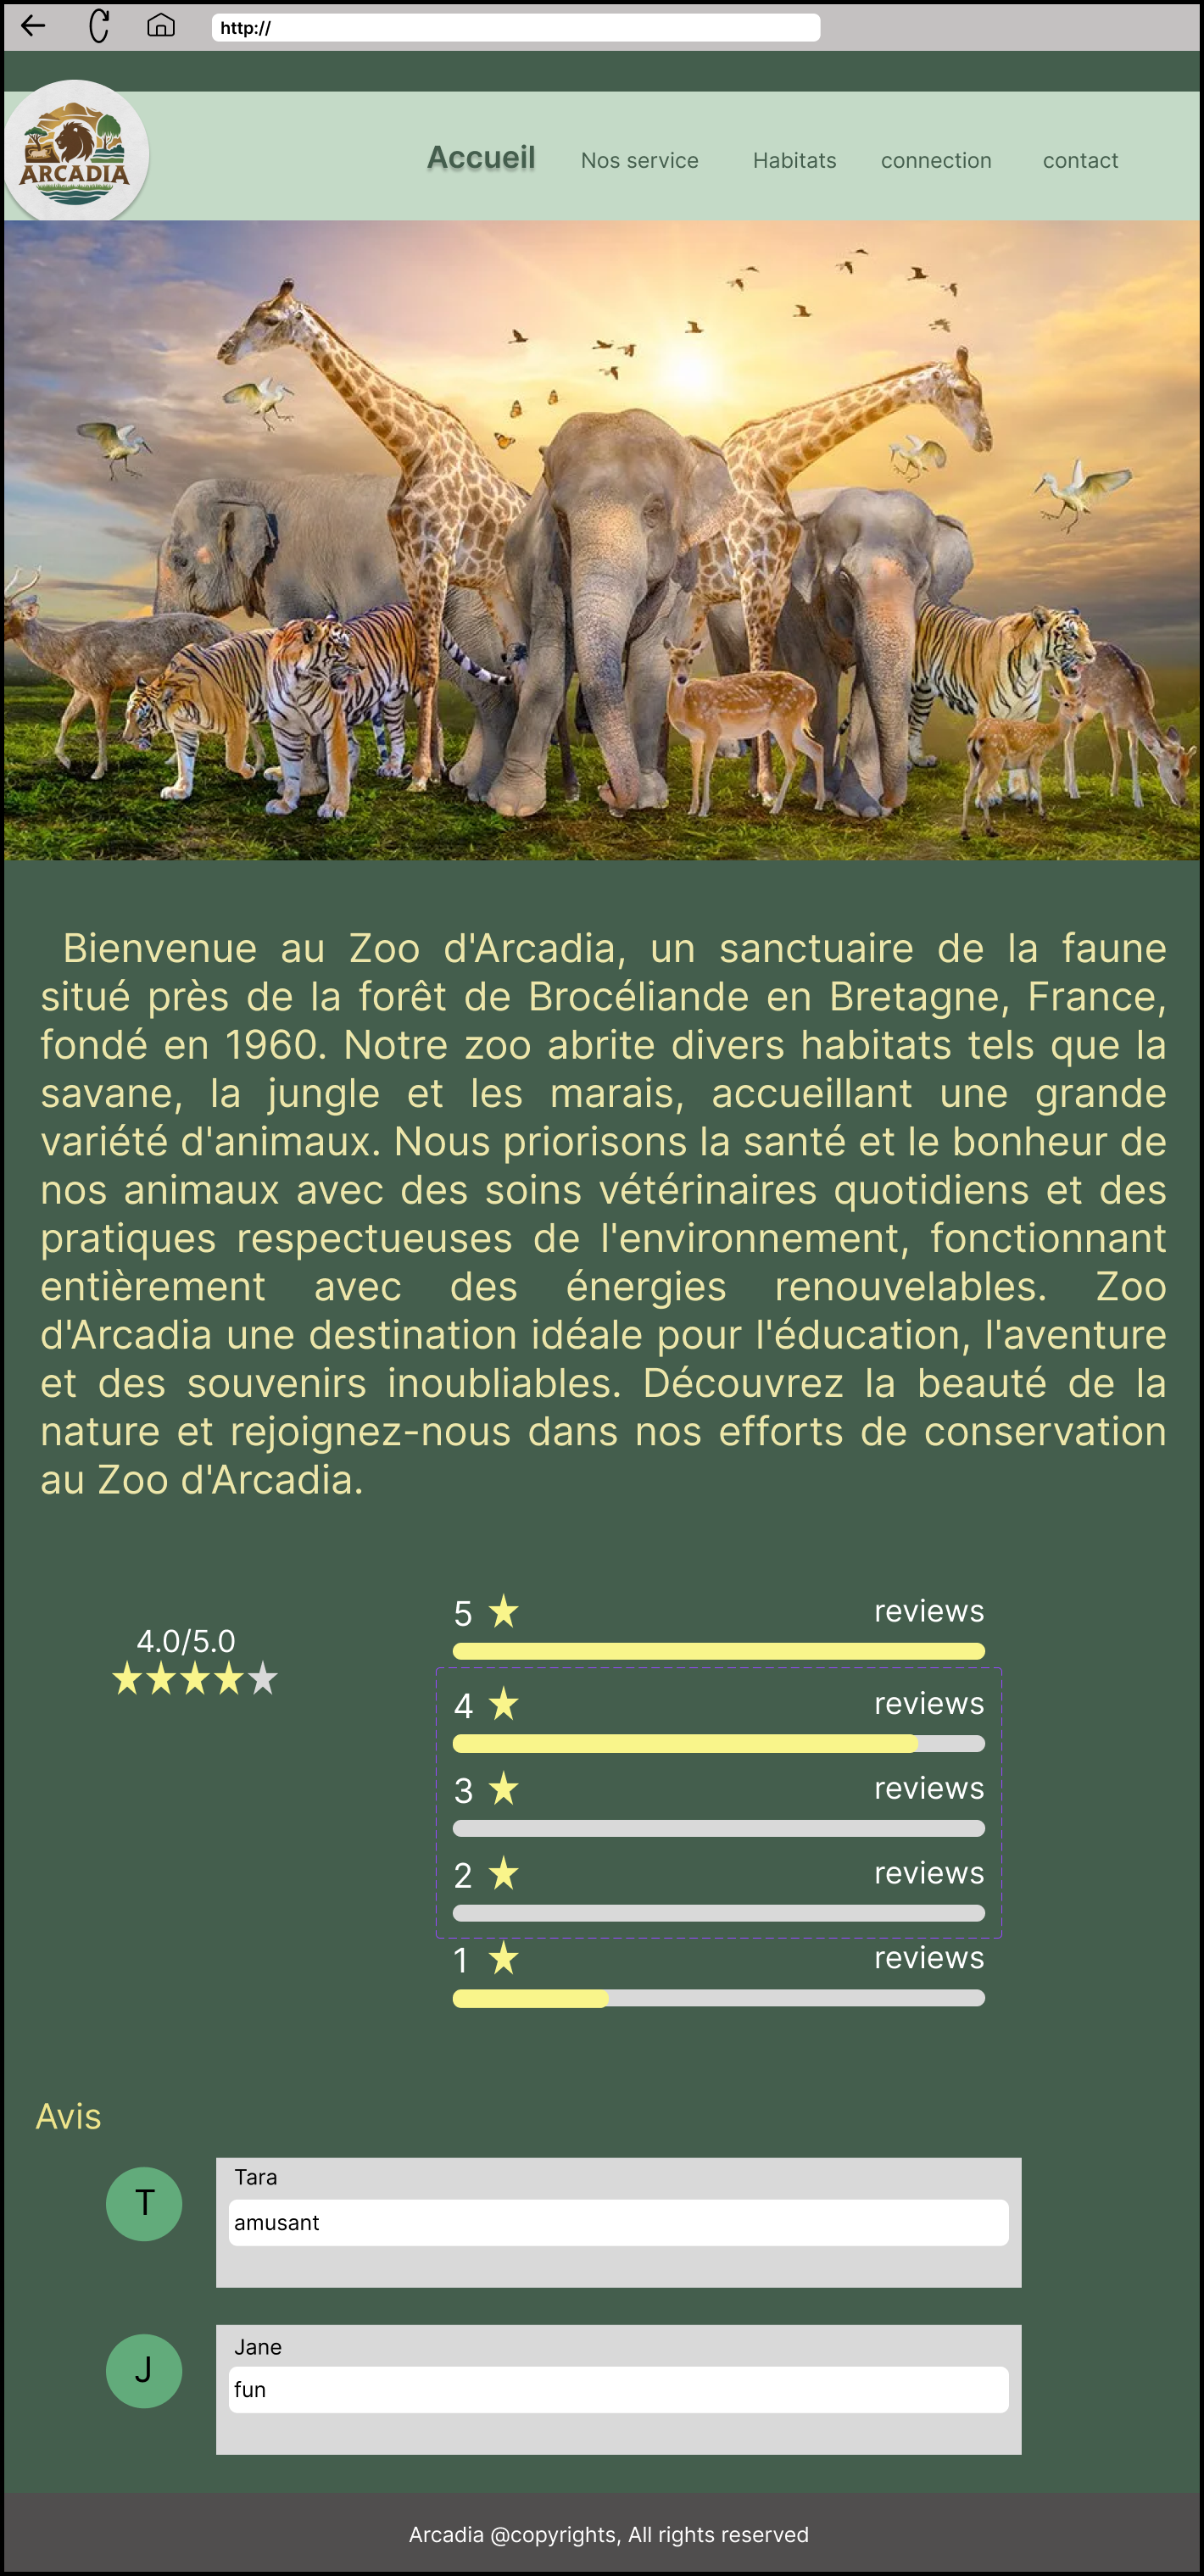 http://
ARCADIA
Accueil Nos service Habitats connection contact
Bienvenue au Zoo d'Arcadia, un sanctuaire de la faune
situé près de la forêt de Brocéliande en Bretagne, France,
fondé en 1960. Notre zoo abrite divers habitats tels que la
savane, la jungle et les marais, accueillant une grande
variété d'animaux. Nous priorisons la santé et le bonheur de
nos animaux avec des soins vétérinaires quotidiens et des
pratiques respectueuses de l'environnement, fonctionnant
entièrement avec des énergies renouvelables. Zoo
d'Arcadia une destination idéale pour l'éducation, l'aventure
et des souvenirs inoubliables. Découvrez la beauté de la
nature et rejoignez-nous dans nos efforts de conservation
au Zoo d'Arcadia.
4.0/5.0
5 reviews
4 reviews
3 reviews
2 reviews
1 reviews
Avis
T
Tara
amusant
J
Jane
fun
Arcadia @copyrights, All rights reserved